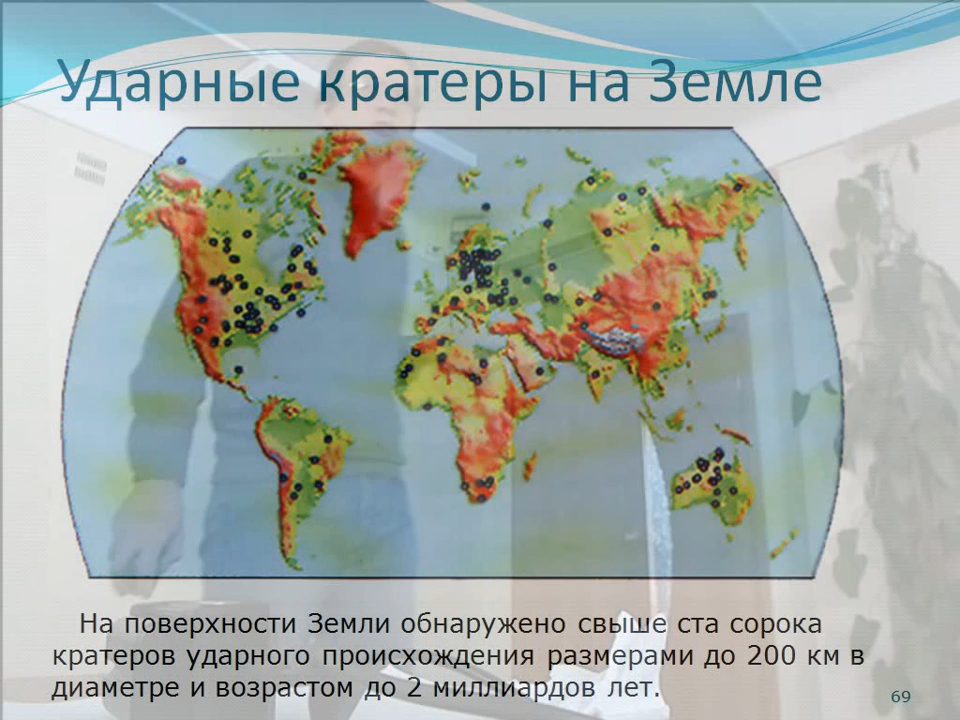 Ударные кратеры на Земле
На поверхности Земли обнаружено свыше ста сорока
кратеров ударного происхождения размерами до 200 км в
диаметре и возрастом до 2 миллиардов лет.
69